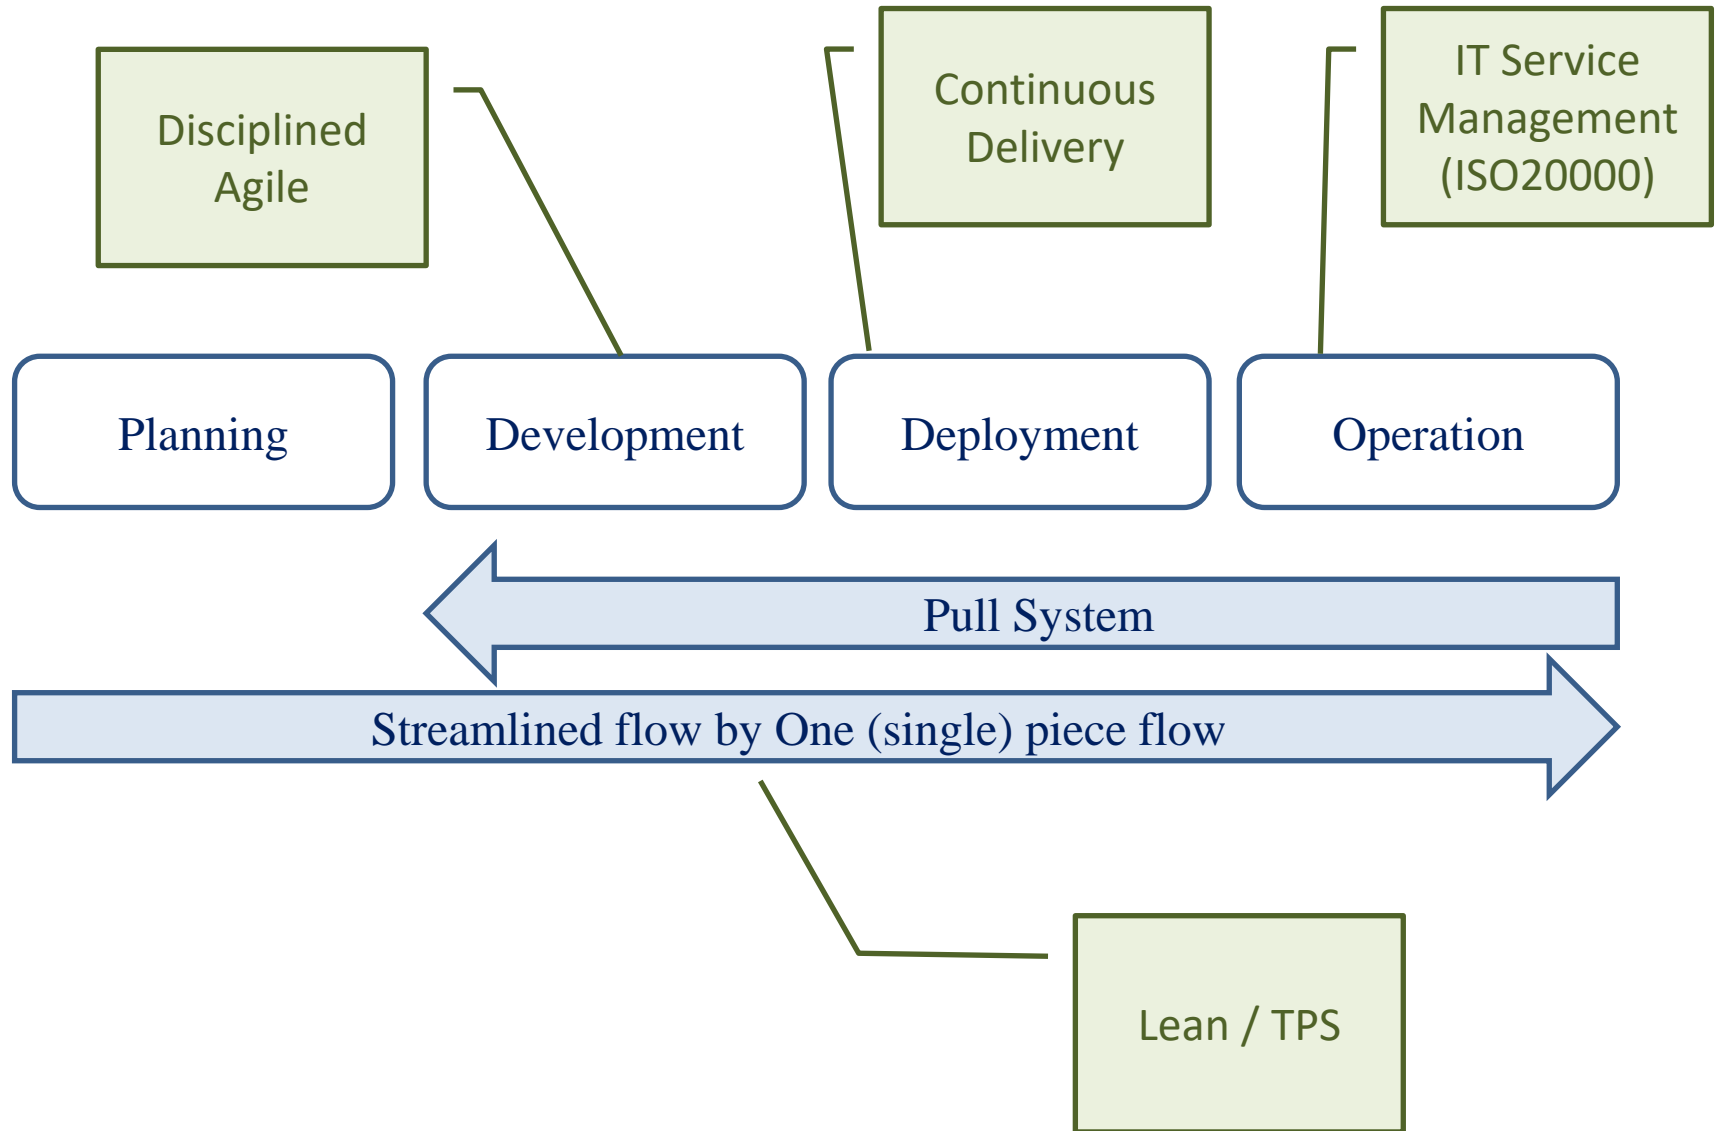 Disciplined
Agile
Continuous
Delivery
IT Service
Management
(ISO20000)
Planning
Development
Deployment
Operation
Pull System
Streamlined flow by One (single) piece flow
Lean / TPS